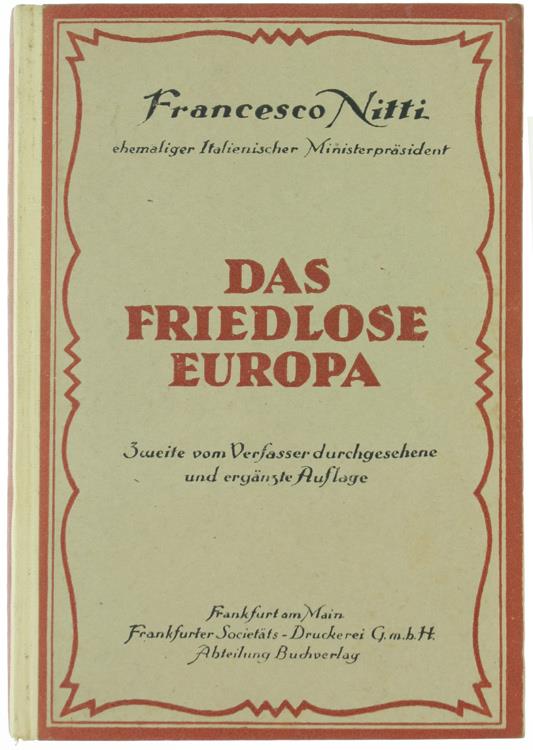 Francesco Nitti
ehemaliger Italienischer Ministerpräsident
DAS
FRIEDLOSE
EUROPA
Zweite vom Verfasser durchgesehene
und ergänzte Auflage
Frankfurt am Main
Frankfurter Societäts - Druckerei G.m.b.H.
Abteilung Buchverlag